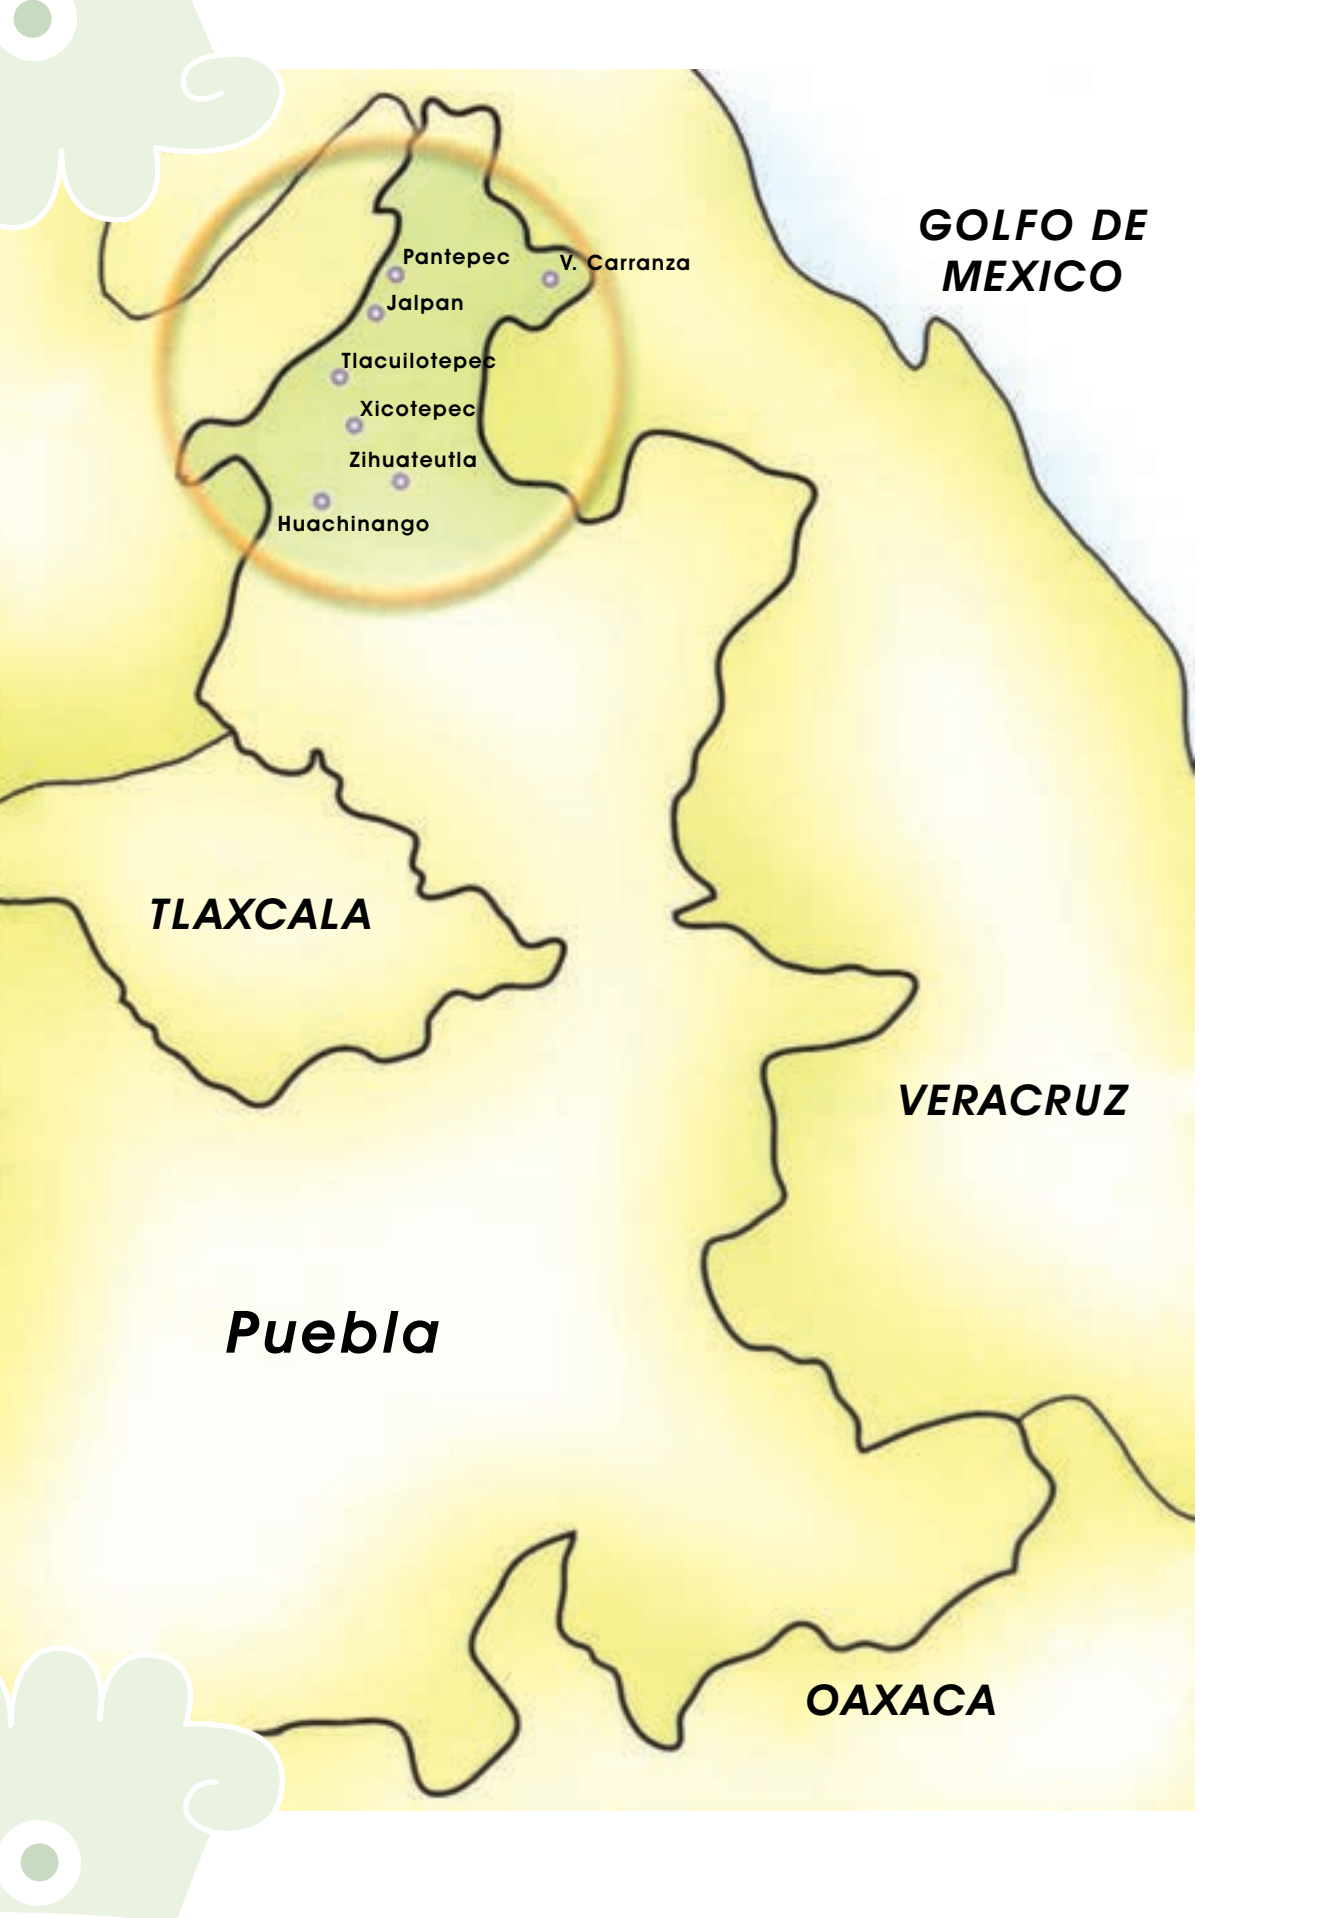 GOLFO DE
MEXICO
Pantepec
V. Carranza
Jalpan
Tlacuilotepec
Xicotepec
Zihuateutla
Huachinango
TLAXCALA
VERACRUZ
Puebla
OAXACA